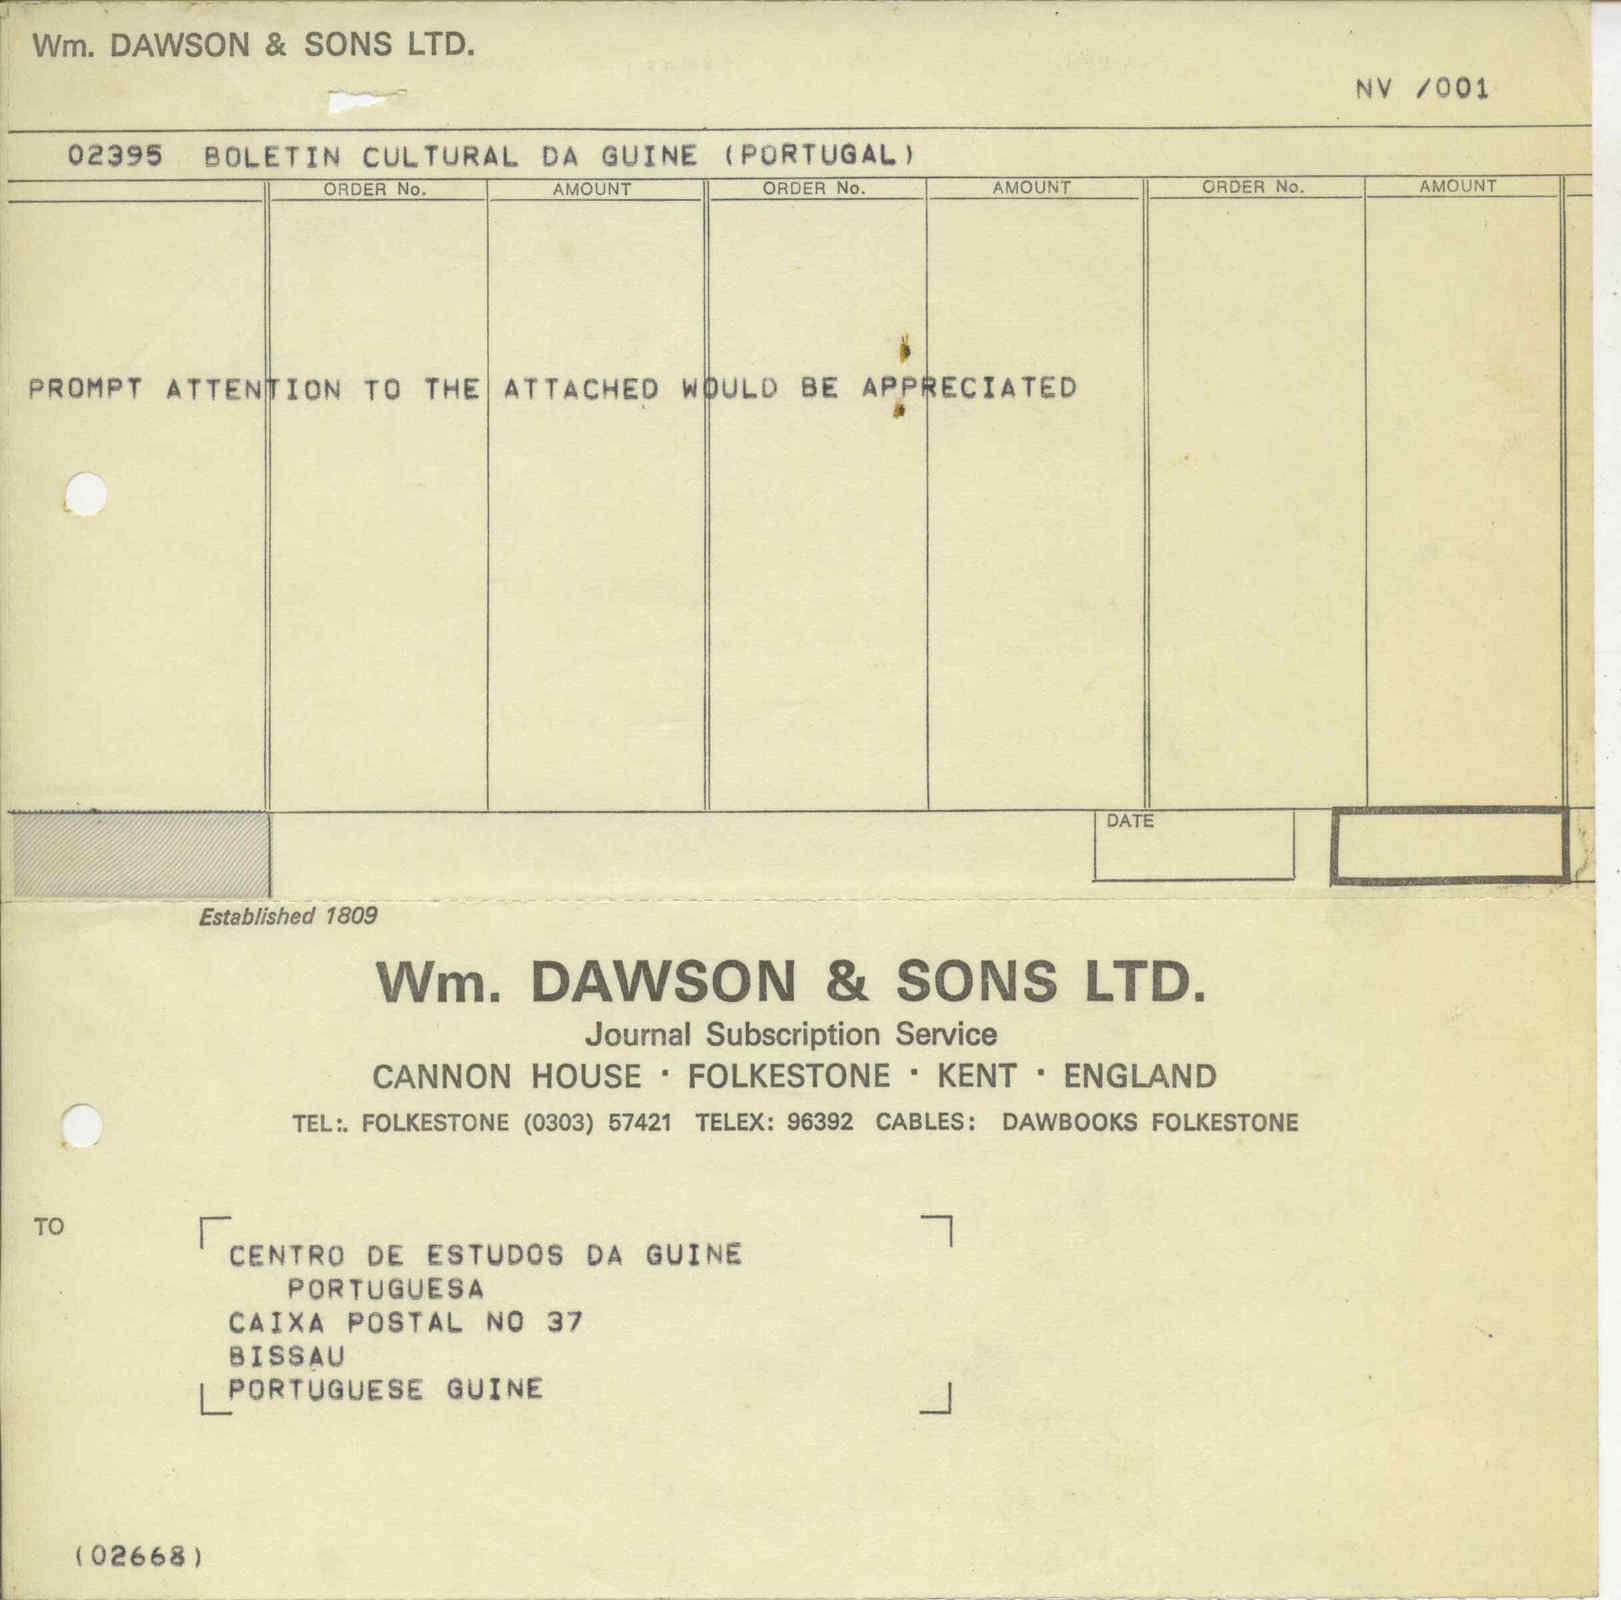 Wm. DAWSON & SONS LTD.
NV /001
02395 BOLETIN CULTURAL DA GUINE (PORTUGAL)
ORDER No. AMOUNT ORDER No. AMOUNT ORDER No. AMOUNT
PROMPT ATTENTION TO THE ATTACHED WOULD BE APPRECIATED
DATE
Established 1809
Wm. DAWSON & SONS LTD.
Journal Subscription Service
CANNON HOUSE · FOLKESTONE · KENT · ENGLAND
TEL:. FOLKESTONE (0303) 57421 TELEX: 96392 CABLES: DAWBOOKS FOLKESTONE
TO
CENTRO DE ESTUDOS DA GUINE
PORTUGUESA
CAIXA POSTAL NO 37
BISSAU
PORTUGUESE GUINE
(02668)